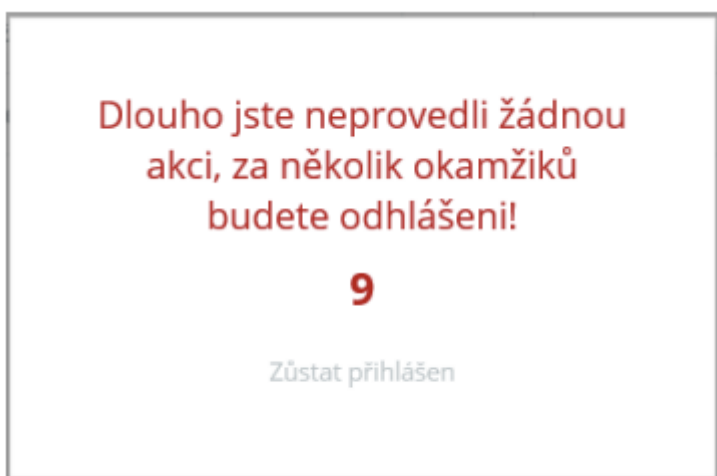 Dlouho jste neprovedli žádnou
akci, za několik okamžiků
budete odhlášeni!
9
Zůstat přihlášen